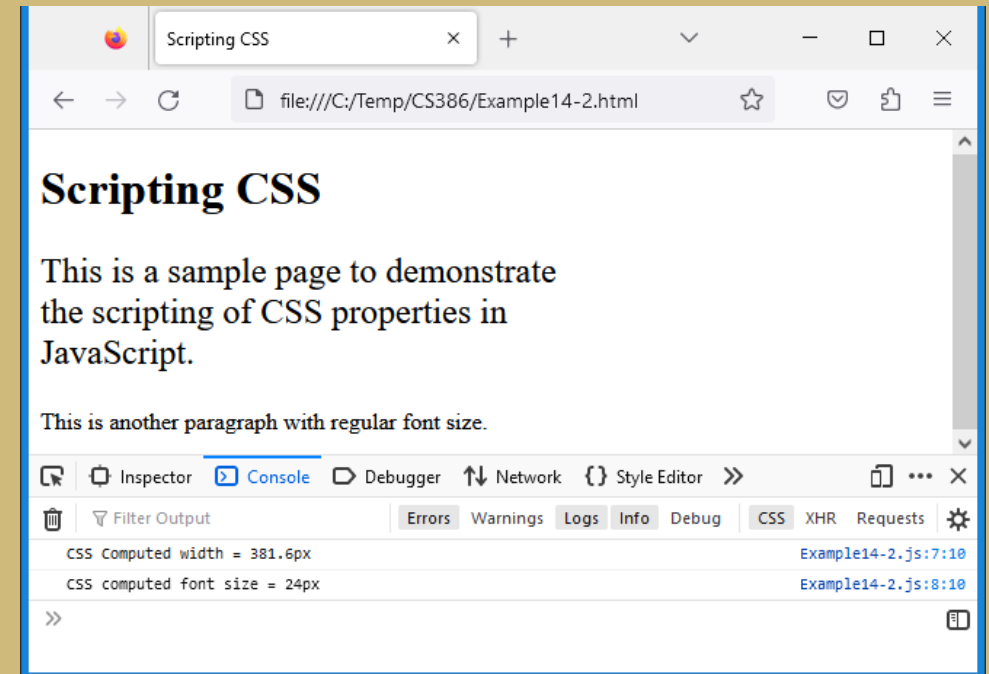 Scripting CSS
file:///C:/Temp/CS386/Example14-2.html
Scripting CSS
This is a sample page to demonstrate
the scripting of CSS properties in
JavaScript.
This is another paragraph with regular font size.
Inspector Console Debugger Network {} Style Editor
Filter Output Errors Warnings Logs Info Debug CSS XHR Requests
CSS Computed width = 381.6px Example14-2.js:7:10
CSS computed font size = 24px Example14-2.js:8:10